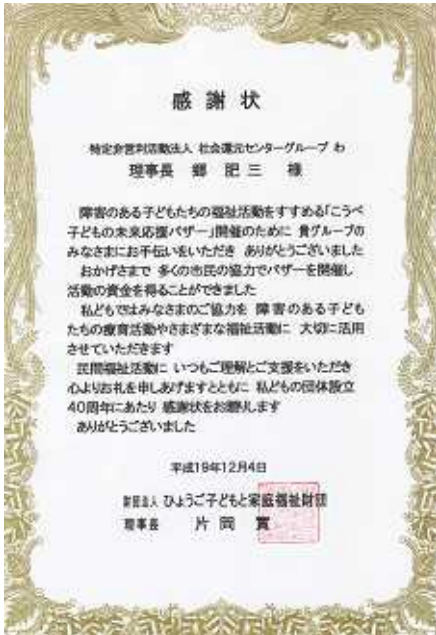 感謝状
特定非営利活動法人 社会還元センターグループ わ
理事長 郷 肥三 様
障害のある子どもたちの福祉活動をすすめる「こうべ
子どもの未来応援バザー」開催のために 貴グループの
みなさまにお手伝いをいただき ありがとうございました
おかげさまで 多くの市民の協力でバザーを開催し
活動の資金を得ることができました
私どもではみなさまのご協力を 障害のある子ども
たちの療育活動やさまざまな福祉活動に 大切に活用
させていただきます
民間福祉活動に いつもご理解とご支援をいただき
心よりお礼を申しあげますとともに 私どもの団体設立
40周年にあたり 感謝状をお贈りします
ありがとうございました
平成19年12月4日
財団法人 ひょうご子どもと家庭福祉財団
理事長 片岡 實